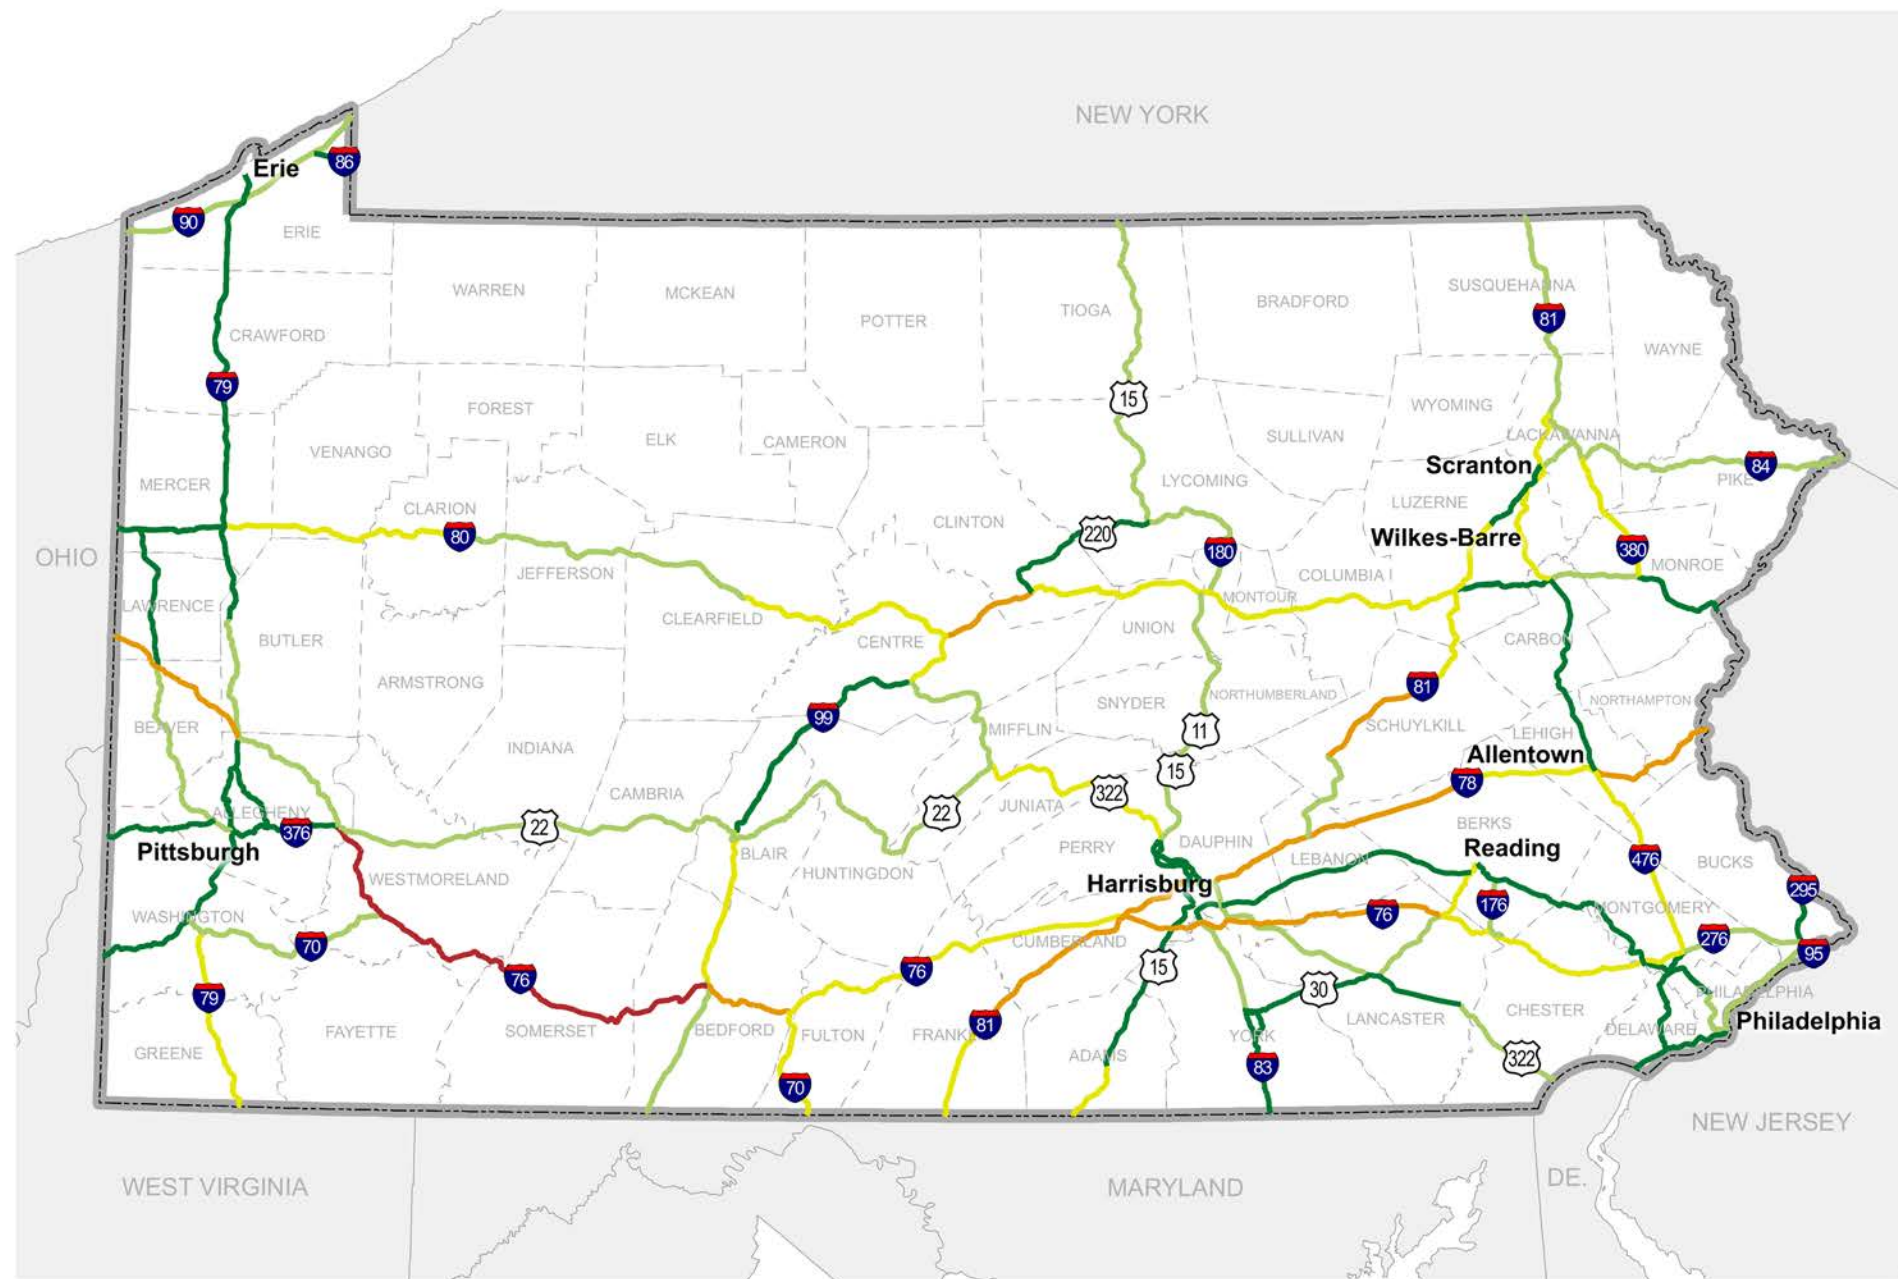 NEW YORK
86
Erie
90
ERIE
WARREN
MCKEAN
POTTER
TIOGA
BRADFORD
SUSQUEHANNA
81
WAYNE
CRAWFORD
79
15
FOREST
WYOMING
VENANGO
ELK
CAMERON
SULLIVAN
LACKAWANNA
MERCER
CLARION
LYCOMING
Scranton
84
PIKE
LUZERNE
80
CLINTON
220
180
Wilkes-Barre
380
OHIO
JEFFERSON
COLUMBIA
MONROE
LAWRENCE
MONTOUR
CLEARFIELD
UNION
BUTLER
CENTRE
CARBON
ARMSTRONG
81
SNYDER
NORTHUMBERLAND
NORTHAMPTON
99
BEAVER
MIFFLIN
11
SCHUYLKILL
LEHIGH
INDIANA
Allentown
15
78
CAMBRIA
322
JUNIATA
ALLEGHENY
22
22
376
BERKS
DAUPHIN
PERRY
Pittsburgh
BLAIR
Reading
LEBANON
476
BUCKS
WESTMORELAND
HUNTINGDON
Harrisburg
295
WASHINGTON
176
MONTGOMERY
76
70
CUMBERLAND
276
95
76
76
15
79
30
PHILADELPHIA
FAYETTE
SOMERSET
BEDFORD
FULTON
FRANKL
81
LANCASTER
CHESTER
DELAWARE
Philadelphia
GREENE
ADAMS
YORK
70
83
322
NEW JERSEY
WEST VIRGINIA
MARYLAND
DE.